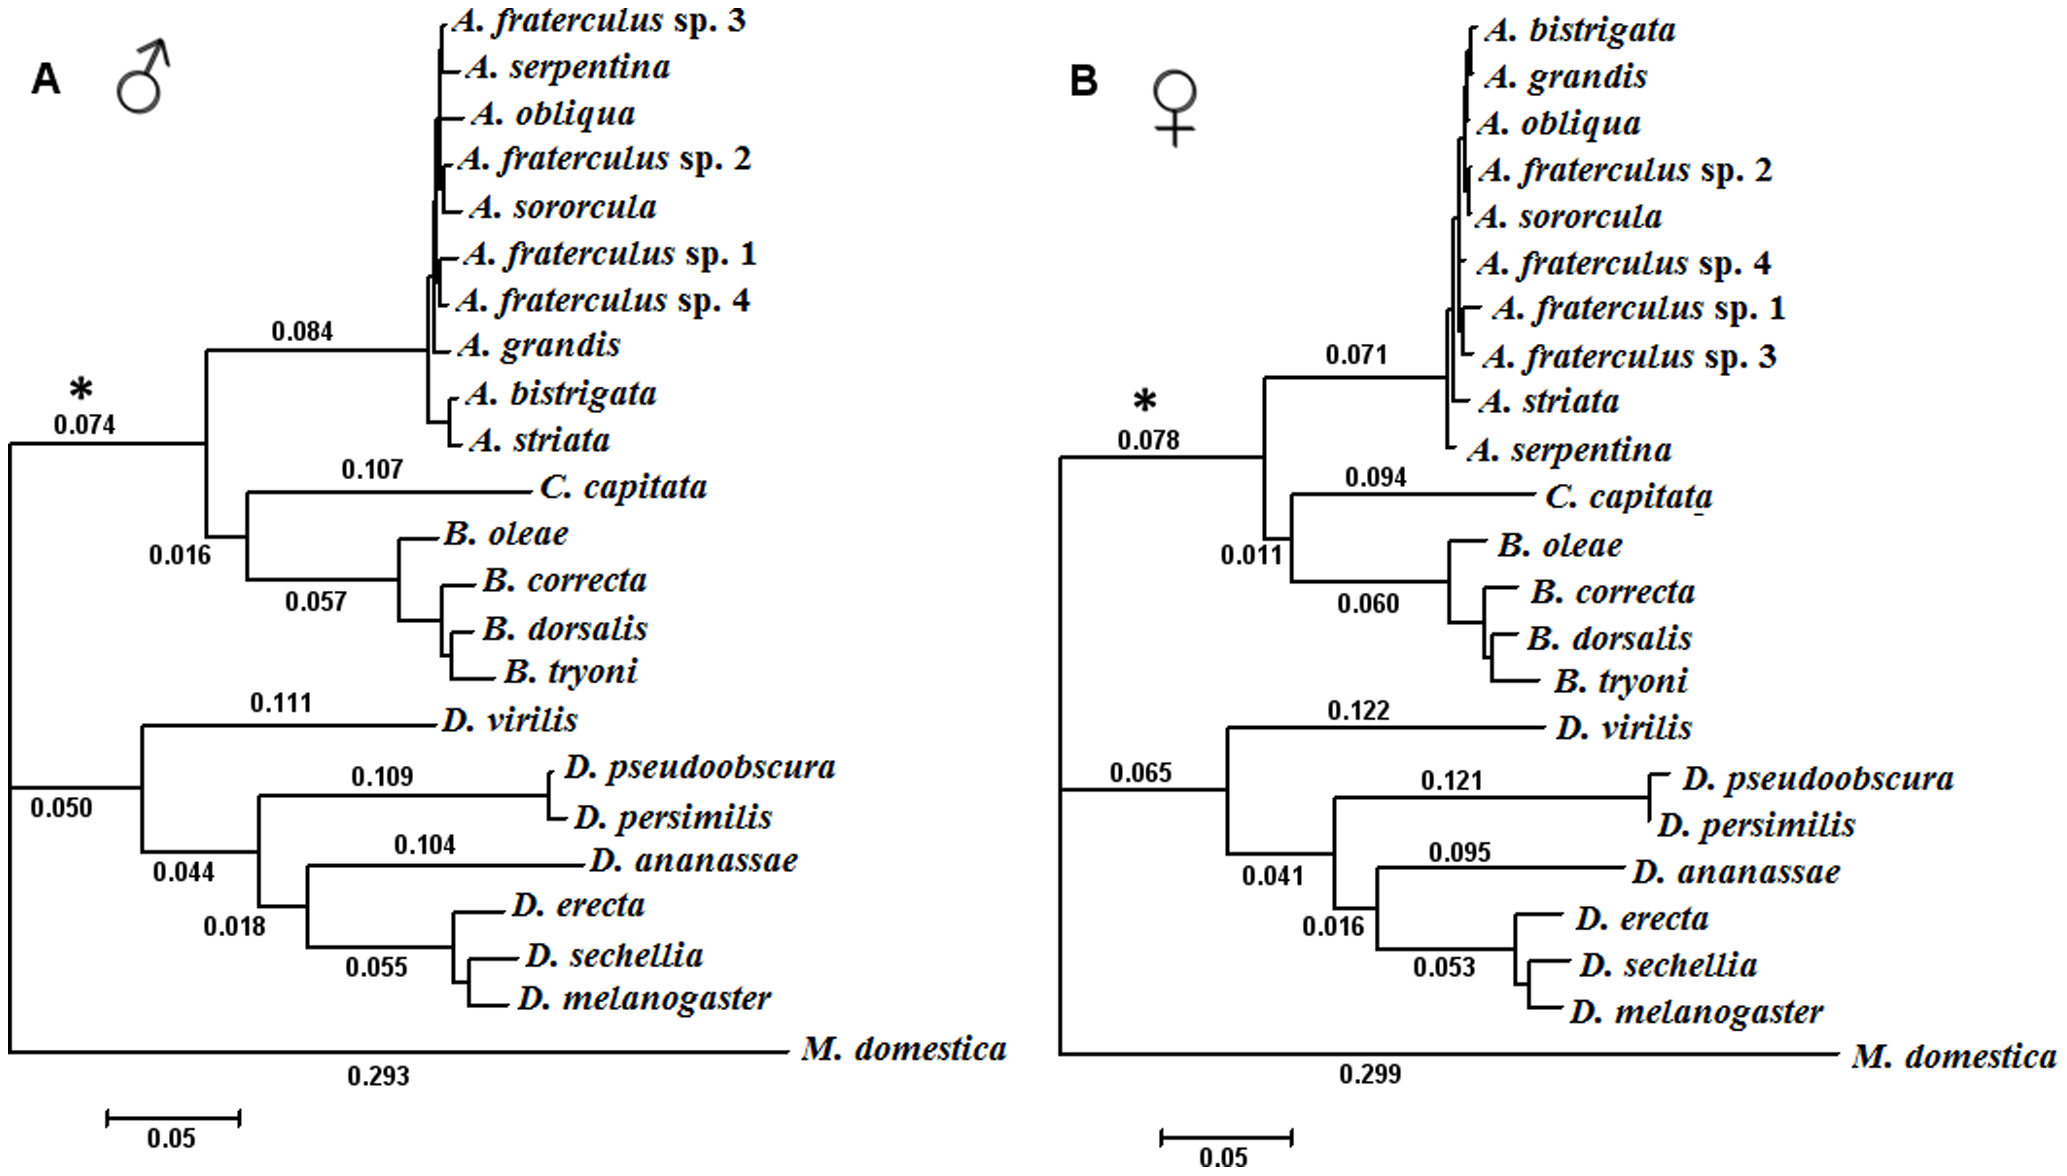 A
♂
A. fraterculus sp. 3
A. serpentina
A. obliqua
A. fraterculus sp. 2
A. sororcula
A. fraterculus sp. 1
A. fraterculus sp. 4
0.084
A. grandis
*
A. bistrigata
0.074
A. striata
0.107
C. capitata
B. oleae
0.016
B. correcta
0.057
B. dorsalis
B. tryoni
0.111
D. virilis
D. pseudoobscura
0.109
0.050
D. persimilis
0.104
D. ananassae
0.044
D. erecta
0.018
D. sechellia
0.055
D. melanogaster
M. domestica
0.293
0.05
B
♀
A. bistrigata
A. grandis
A. obliqua
A. fraterculus sp. 2
A. sororcula
A. fraterculus sp. 4
A. fraterculus sp. 1
0.071
A. fraterculus sp. 3
*
A. striata
0.078
A. serpentina
0.094
C. capitata
B. oleae
0.011
B. correcta
0.060
B. dorsalis
B. tryoni
0.122
D. virilis
0.065
0.121
D. pseudoobscura
D. persimilis
0.095
D. ananassae
0.041
D. erecta
0.016
D. sechellia
0.053
D. melanogaster
M. domestica
0.299
0.05